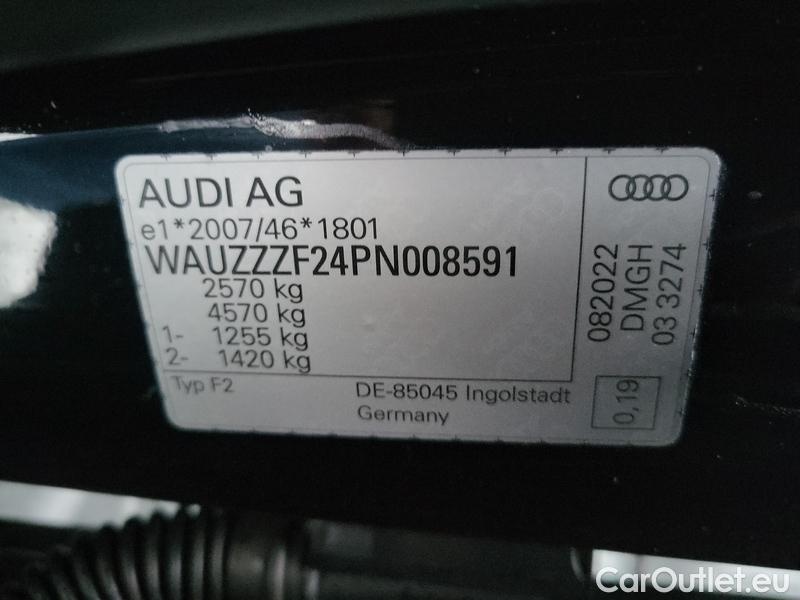 AUDI AG
e1*2007/46*1801
WAUZZZF24PN008591
2570 kg
4570 kg
1- 1255 kg
2- 1420 kg
Typ F2
DE-85045 Ingolstadt
Germany
082022
DMGH
03 3274
0,19
CarOutlet.eu